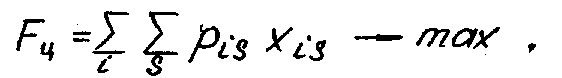 F₄ = ∑ᵢ ∑ₛ pᵢₛ xᵢₛ — max .